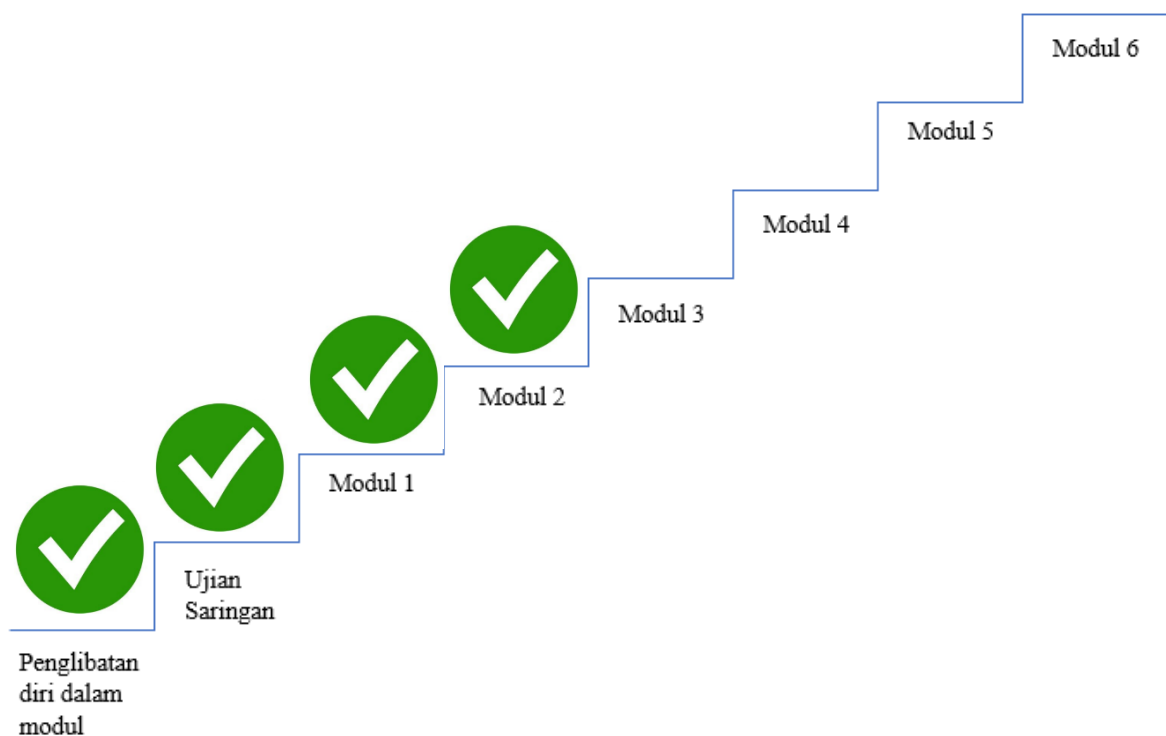 Modul 6
Modul 5
Modul 4
Modul 3
Modul 2
Modul 1
Ujian
Saringan
Penglibatan
diri dalam
modul